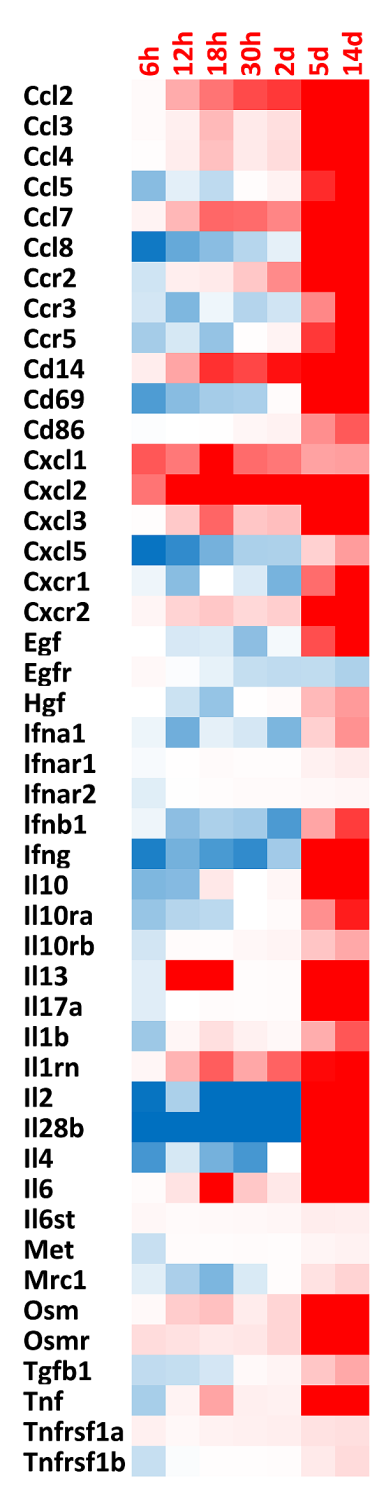 6h 12h 18h 30h 2d 5d 14d
Ccl2
Ccl3
Ccl4
Ccl5
Ccl7
Ccl8
Ccr2
Ccr3
Ccr5
Cd14
Cd69
Cd86
Cxcl1
Cxcl2
Cxcl3
Cxcl5
Cxcr1
Cxcr2
Egf
Egfr
Hgf
Ifna1
Ifnar1
Ifnar2
Ifnb1
Ifng
Il10
Il10ra
Il10rb
Il13
Il17a
Il1b
Il1rn
Il2
Il28b
Il4
Il6
Il6st
Met
Mrc1
Osm
Osmr
Tgfb1
Tnf
Tnfrsf1a
Tnfrsf1b